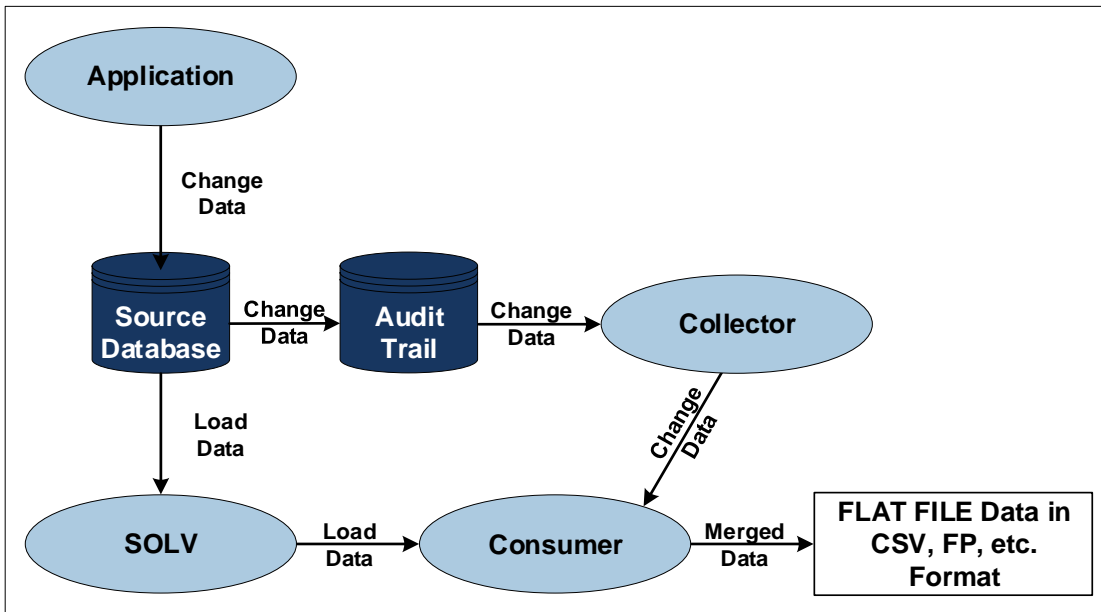 Application
Change
Data
Source
Database
Change
Data
Audit
Trail
Change
Data
Collector
Load
Data
Change
Data
SOLV
Load
Data
Consumer
Merged
Data
FLAT FILE Data in
CSV, FP, etc.
Format